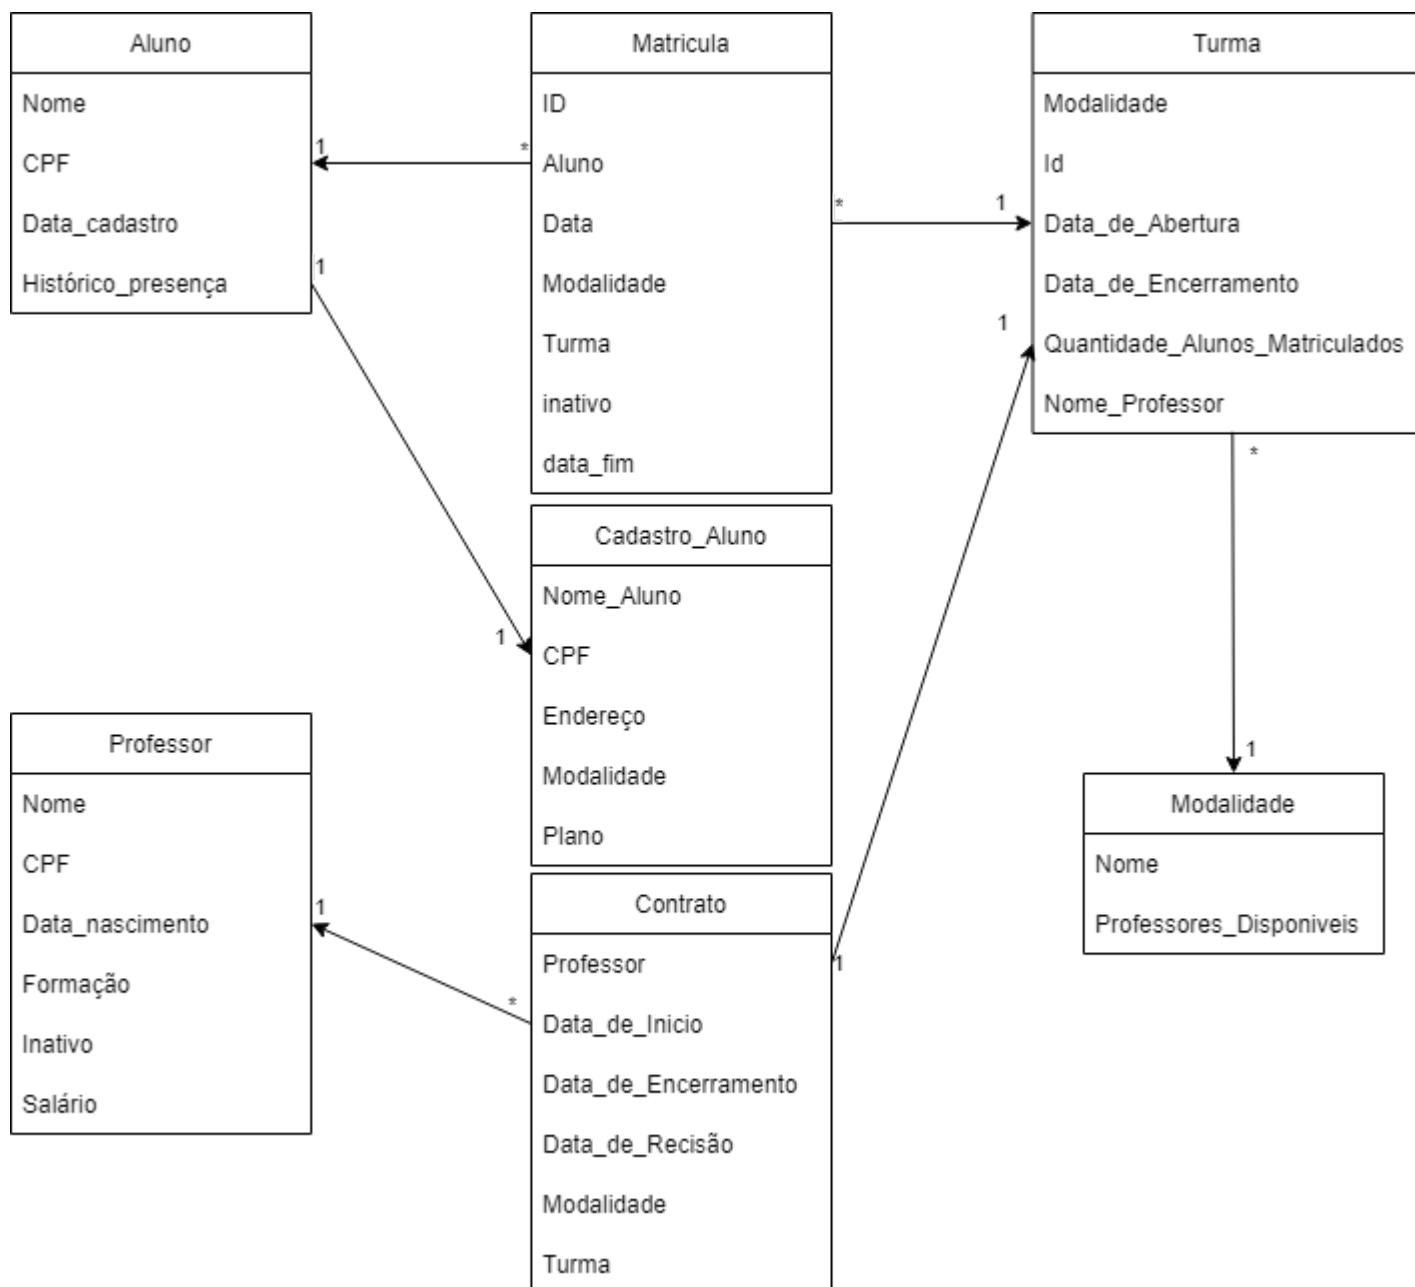 Aluno
Nome
CPF
Data_cadastro
Histórico_presença
1
1
Matricula
ID
Aluno
Data
Modalidade
Turma
inativo
data_fim
*
*
1
Turma
Modalidade
Id
Data_de_Abertura
Data_de_Encerramento
Quantidade_Alunos_Matriculados
Nome_Professor
1
*
Cadastro_Aluno
Nome_Aluno
CPF
Endereço
Modalidade
Plano
1
Professor
Nome
CPF
Data_nascimento
Formação
Inativo
Salário
1
*
Contrato
Professor
Data_de_Inicio
Data_de_Encerramento
Data_de_Recisão
Modalidade
Turma
1
1
Modalidade
Nome
Professores_Disponiveis